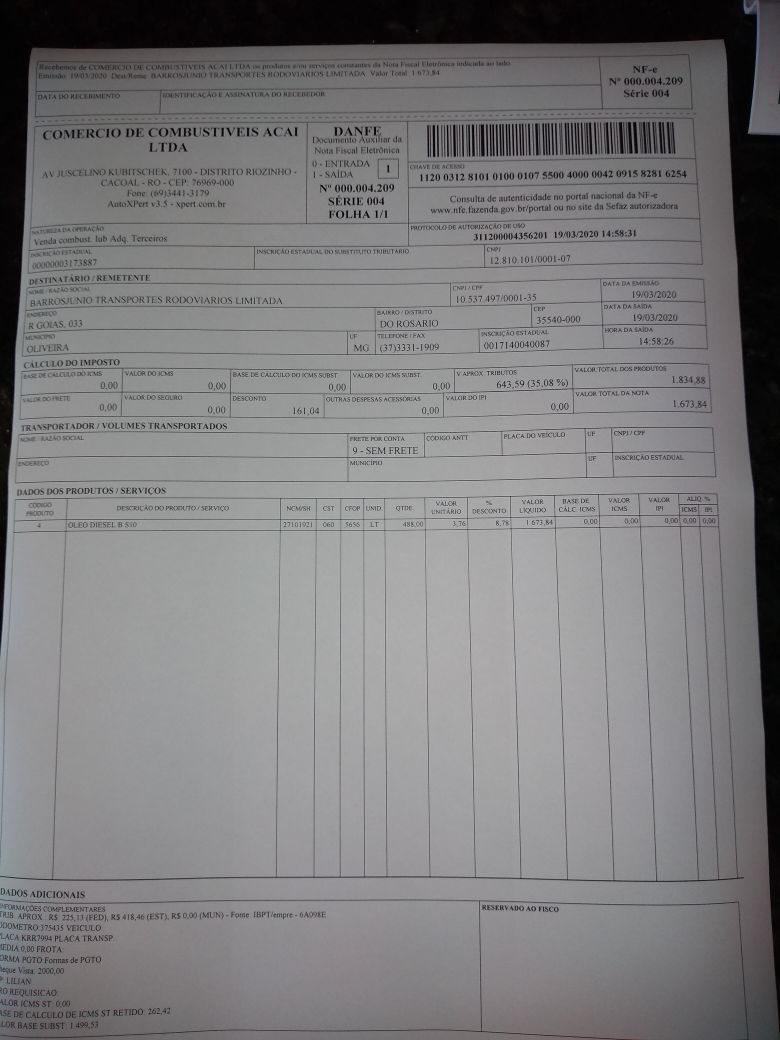 Recebemos de COMERCIO DE COMBUSTIVEIS ACAI LTDA os produtos e/ou serviços constantes da Nota Fiscal Eletrônica indicada ao lado
Emissão: 19/03/2020 Dest/Reme: BARROSJUNIO TRANSPORTES RODOVIARIOS LIMITADA Valor Total: 1.673,84
DATA DO RECEBIMENTO
IDENTIFICAÇÃO E ASSINATURA DO RECEBEDOR
NF-e
Nº 000.004.209
Série 004
COMERCIO DE COMBUSTIVEIS ACAI
LTDA
AV JUSCELINO KUBITSCHEK, 7100 - DISTRITO RIOZINHO -
CACOAL - RO - CEP: 76969-000
Fone: (69)3441-3179
AutoXPert v3.5 - xpert.com.br
DANFE
Documento Auxiliar da
Nota Fiscal Eletrônica
0 - ENTRADA
1 - SAÍDA
1
Nº 000.004.209
SÉRIE 004
FOLHA 1/1
CHAVE DE ACESSO
1120 0312 8101 0100 0107 5500 4000 0042 0915 8281 6254
Consulta de autenticidade no portal nacional da NF-e
www.nfe.fazenda.gov.br/portal ou no site da Sefaz autorizadora
NATUREZA DA OPERAÇÃO
Venda combust. lub Adq. Terceiros
PROTOCOLO DE AUTORIZAÇÃO DE USO
311200004356201 19/03/2020 14:58:31
INSCRIÇÃO ESTADUAL
00000003173887
INSCRIÇÃO ESTADUAL DO SUBSTITUTO TRIBUTÁRIO
CNPJ
12.810.101/0001-07
DESTINATÁRIO / REMETENTE
NOME / RAZÃO SOCIAL
BARROSJUNIO TRANSPORTES RODOVIARIOS LIMITADA
CNPJ / CPF
10.537.497/0001-35
DATA DA EMISSÃO
19/03/2020
ENDEREÇO
R GOIAS, 033
BAIRRO / DISTRITO
DO ROSARIO
CEP
35540-000
DATA DA SAÍDA
19/03/2020
MUNICÍPIO
OLIVEIRA
UF
MG
TELEFONE / FAX
(37)3331-1909
INSCRIÇÃO ESTADUAL
0017140040087
HORA DA SAÍDA
14:58:26
CÁLCULO DO IMPOSTO
BASE DE CÁLCULO DO ICMS
0,00
VALOR DO ICMS
0,00
BASE DE CÁLCULO DO ICMS SUBST.
0,00
VALOR DO ICMS SUBST.
0,00
V.APROX. TRIBUTOS
643,59 (35,08 %)
VALOR TOTAL DOS PRODUTOS
1.834,88
VALOR DO FRETE
0,00
VALOR DO SEGURO
0,00
DESCONTO
161,04
OUTRAS DESPESAS ACESSÓRIAS
0,00
VALOR DO IPI
0,00
VALOR TOTAL DA NOTA
1.673,84
TRANSPORTADOR / VOLUMES TRANSPORTADOS
NOME / RAZÃO SOCIAL
FRETE POR CONTA
9 - SEM FRETE
CÓDIGO ANTT
PLACA DO VEÍCULO
UF
CNPJ / CPF
ENDEREÇO
MUNICÍPIO
UF
INSCRIÇÃO ESTADUAL
DADOS DOS PRODUTOS / SERVIÇOS
CÓDIGO PRODUTO DESCRIÇÃO DO PRODUTO / SERVIÇO NCM/SH CST CFOP UNID QTDE. VALOR UNITÁRIO % DESCONTO VALOR LIQUIDO BASE DE CÁLC. ICMS VALOR ICMS VALOR IPI ALIQ. % ICMS IPI
4 OLEO DIESEL B S10 27101921 060 5656 LT 488,00 3,76 8,78 1.673,84 0,00 0,00 0,00 0,00 0,00
DADOS ADICIONAIS
INFORMAÇÕES COMPLEMENTARES
TRIB. APROX.: R$: 225,13 (FED), R$ 418,46 (EST), R$ 0,00 (MUN) - Fonte: IBPT/empre - 6A098E
ODOMETRO 375435 VEICULO:
LACA KRR7994 PLACA TRANSP.
EDIA 0,00 FROTA:
ORMA PGTO:Formas de PGTO
heque Vista: 2000,00
LILIAN
RO REQUISICAO:
ALOR ICMS ST: 0,00
ASE DE CALCULO DE ICMS ST RETIDO: 262,42
LOR BASE SUBST: 1.499,53
RESERVADO AO FISCO